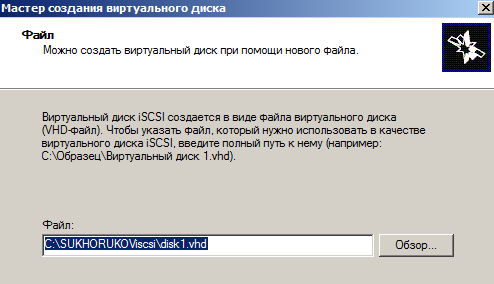 Мастер создания виртуального диска
Файл
Можно создать виртуальный диск при помощи нового файла.
Виртуальный диск iSCSI создается в виде файла виртуального диска
(VHD-файл). Чтобы указать файл, который нужно использовать в качестве
виртуального диска iSCSI, введите полный путь к нему (например:
C:\Образец\Виртуальный диск 1.vhd).
Файл:
C:\SUKHORUKOViscsi\disk1.vhd
Обзор...